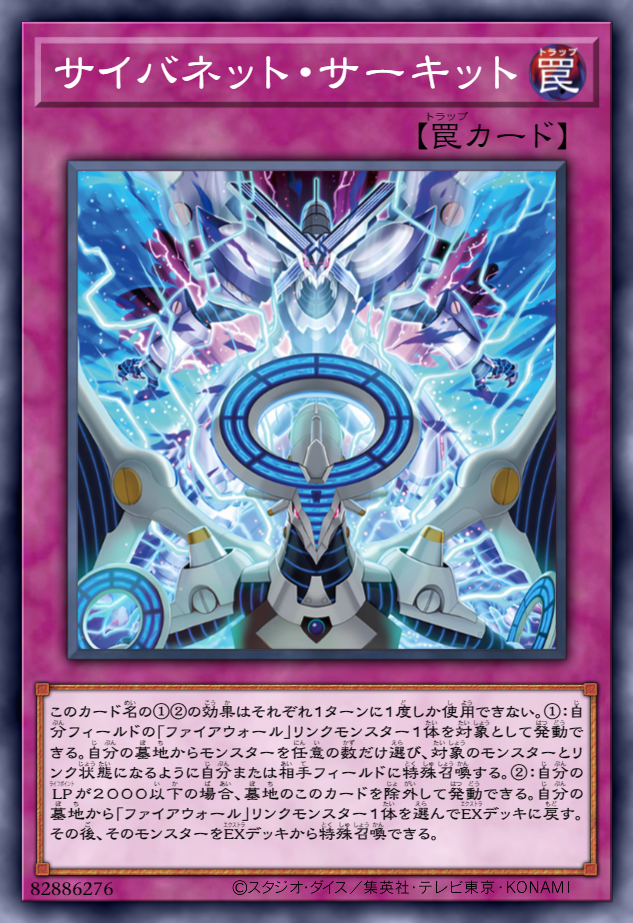 サイバネット・サーキット
トラップ
罠
トラップ
【罠カード】
このカード名の①②の効果はそれぞれ1ターンに1度しか使用できない。①:自
分フィールドの「ファイアウォール」リンクモンスター1体を対象として発動で
きる。自分の墓地からモンスターを任意の数だけ選び、対象のモンスターとリ
ンク状態になるように自分または相手フィールドに特殊召喚する。②:自分の
LPが2000以下の場合、墓地のこのカードを除外して発動できる。自分の
墓地から「ファイアウォール」リンクモンスター1体を選んでEXデッキに戻す。
その後、そのモンスターをEXデッキから特殊召喚できる。
82886276
©スタジオ・ダイス／集英社・テレビ東京・KONAMI